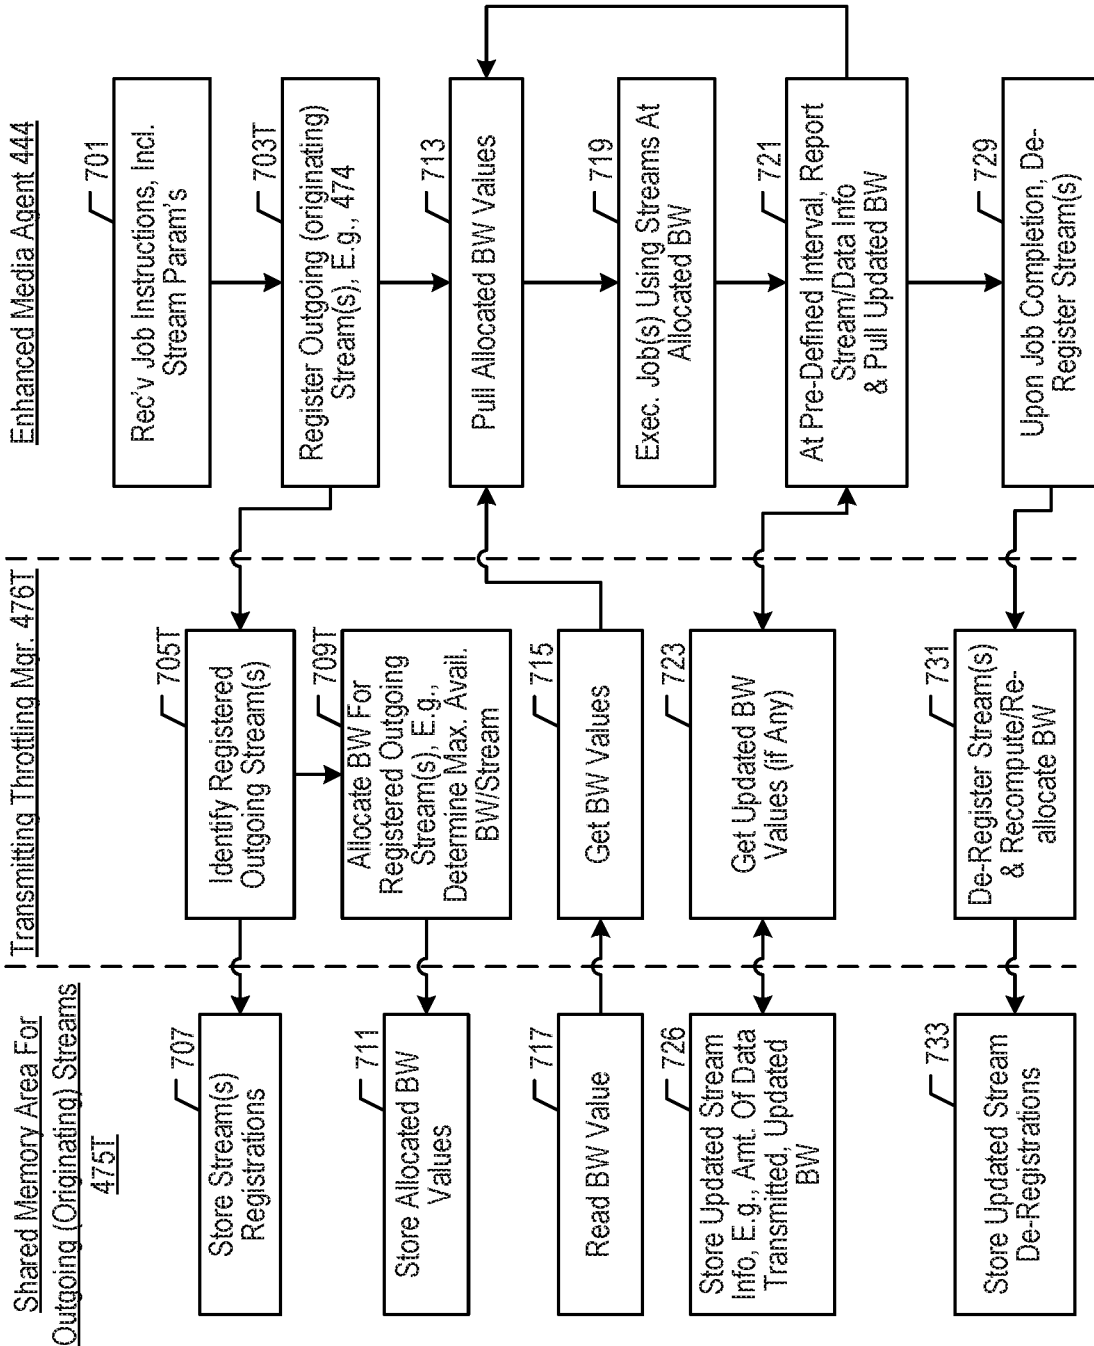 Shared Memory Area For
Outgoing (Originating) Streams
475T
Transmitting Throttling Mgr. 476T
Enhanced Media Agent 444
701
Rec'v Job Instructions, Incl.
Stream Param's
703T
Register Outgoing (originating)
Stream(s), E.g., 474
705T
Identify Registered
Outgoing Stream(s)
707
Store Stream(s)
Registrations
709T
Allocate BW For
Registered Outgoing
Stream(s), E.g.,
Determine Max. Avail.
BV/Stream
711
Store Allocated BW
Values
713
Pull Allocated BW Values
715
Get BW Values
717
Read BW Value
719
Exec. Job(s) Using Streams At
Allocated BW
721
At Pre-Defined Interval, Report
Stream/Data Info
& Pull Updated BW
723
Get Updated BW
Values (if Any)
726
Store Updated Stream
Info, E.g., Amt. Of Data
Transmitted, Updated
BW
729
Upon Job Completion, De-
Register Stream(s)
731
De-Register Stream(s)
& Recompute/Re-
allocate BW
733
Store Updated Stream
De-Registrations